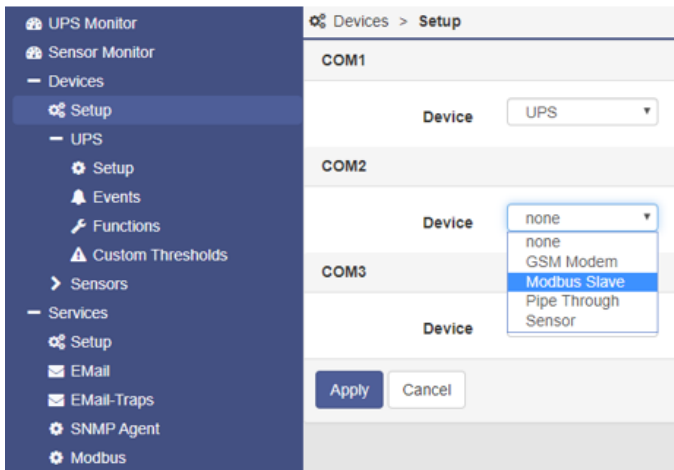 UPS Monitor
Sensor Monitor
Devices
Setup
UPS
Setup
Events
Functions
Custom Thresholds
Sensors
Services
Setup
EMail
EMail-Traps
SNMP Agent
Modbus
Devices > Setup
COM1
Device UPS
COM2
Device none
none
GSM Modem
Modbus Slave
Pipe Through
Sensor
COM3
Device
Apply Cancel